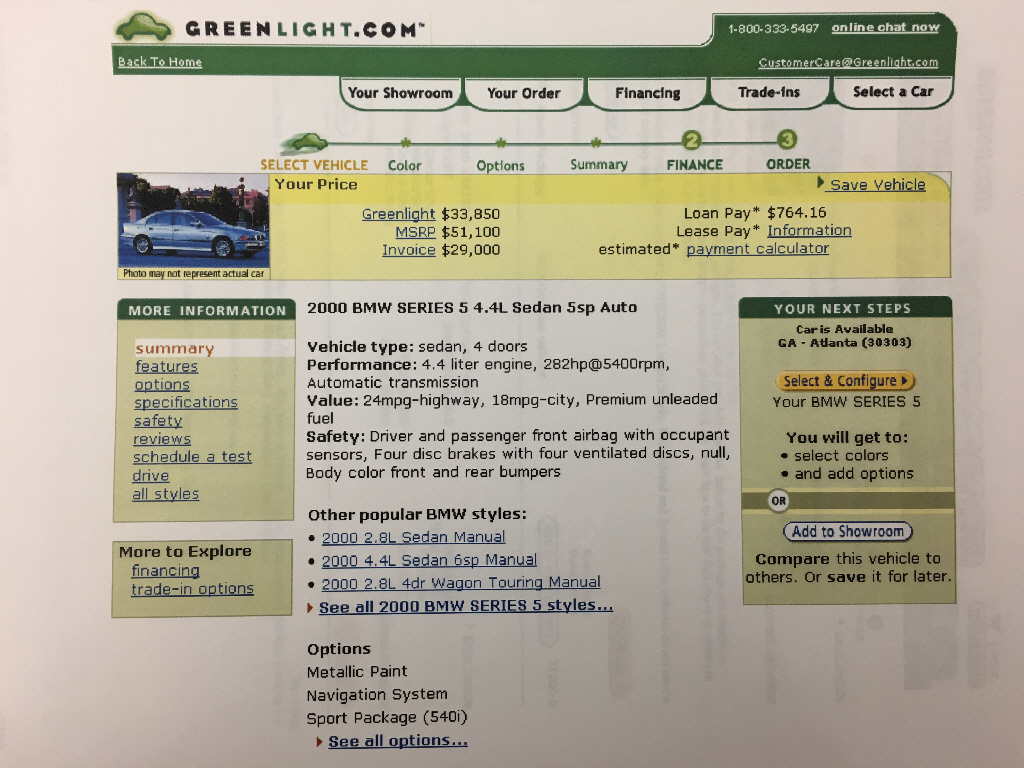 GREENLIGHT.COM™
1-800-333-5497 online chat now
Back To Home
CustomerCare@Greenlight.com
Your Showroom Your Order Financing Trade-ins Select a Car
2 3
SELECT VEHICLE Color Options Summary FINANCE ORDER
Your Price
Save Vehicle
Greenlight $33,850
MSRP $51,100
Invoice $29,000
Loan Pay* $764.16
Lease Pay* Information
estimated* payment calculator
Photo may not represent actual car
MORE INFORMATION
summary
features
options
specifications
safety
reviews
schedule a test
drive
all styles
More to Explore
financing
trade-in options
2000 BMW SERIES 5 4.4L Sedan 5sp Auto
Vehicle type: sedan, 4 doors
Performance: 4.4 liter engine, 282hp@5400rpm,
Automatic transmission
Value: 24mpg-highway, 18mpg-city, Premium unleaded
fuel
Safety: Driver and passenger front airbag with occupant
sensors, Four disc brakes with four ventilated discs, null,
Body color front and rear bumpers
Other popular BMW styles:
• 2000 2.8L Sedan Manual
• 2000 4.4L Sedan 6sp Manual
• 2000 2.8L 4dr Wagon Touring Manual
See all 2000 BMW SERIES 5 styles...
Options
Metallic Paint
Navigation System
Sport Package (540i)
See all options...
YOUR NEXT STEPS
Car is Available
GA - Atlanta (30303)
Select & Configure
Your BMW SERIES 5
You will get to:
• select colors
• and add options
OR
Add to Showroom
Compare this vehicle to
others. Or save it for later.